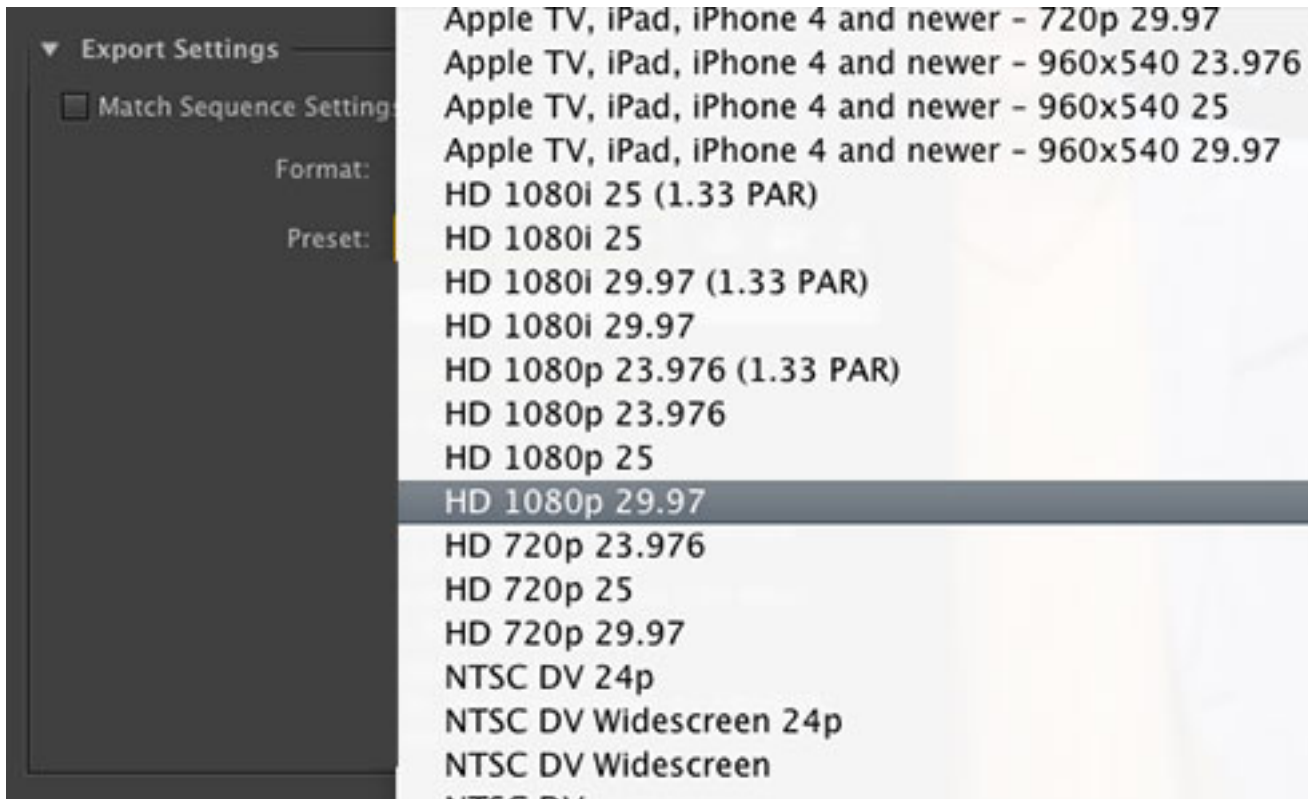 Export Settings
Match Sequence Setting
Format:
Preset:
Apple TV, iPad, iPhone 4 and newer – 720p 29.97
Apple TV, iPad, iPhone 4 and newer – 960x540 23.976
Apple TV, iPad, iPhone 4 and newer – 960x540 25
Apple TV, iPad, iPhone 4 and newer – 960x540 29.97
HD 1080i 25 (1.33 PAR)
HD 1080i 25
HD 1080i 29.97 (1.33 PAR)
HD 1080i 29.97
HD 1080p 23.976 (1.33 PAR)
HD 1080p 23.976
HD 1080p 25
HD 1080p 29.97
HD 720p 23.976
HD 720p 25
HD 720p 29.97
NTSC DV 24p
NTSC DV Widescreen 24p
NTSC DV Widescreen
NTSC DV